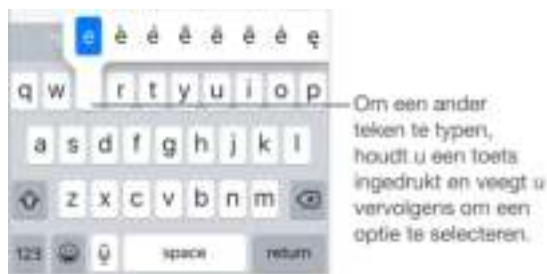 e è é ê ë ē ė ę
q w r t y u i o p
a s d f g h j k l
z x c v b n m
123 space return
Om een ander
teken te typen,
houdt u een toets
ingedrukt en veegt u
vervolgens om een
optie te selecteren.